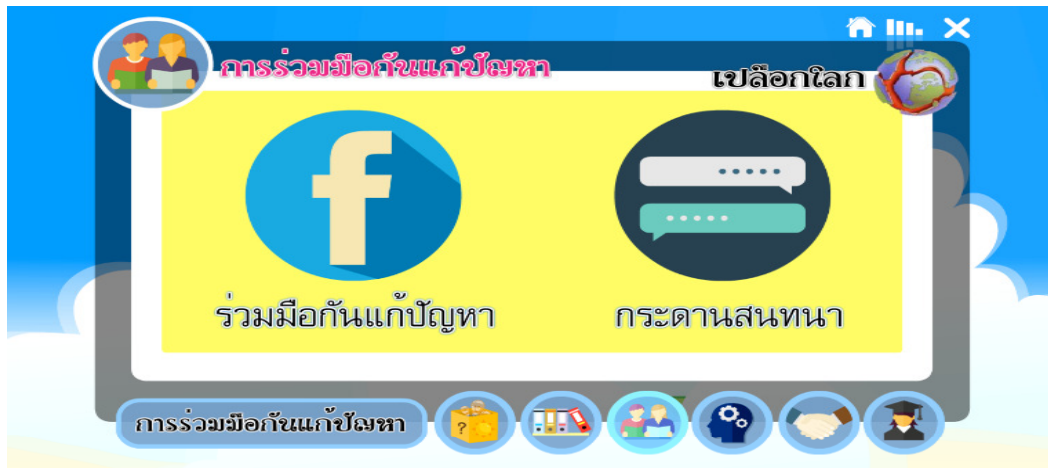 การร่วมมือกันแก้ปัญหา
เปลือกโลก
f
ร่วมมือกันแก้ปัญหา
กระดานสนทนา
การร่วมมือกันแก้ปัญหา
?